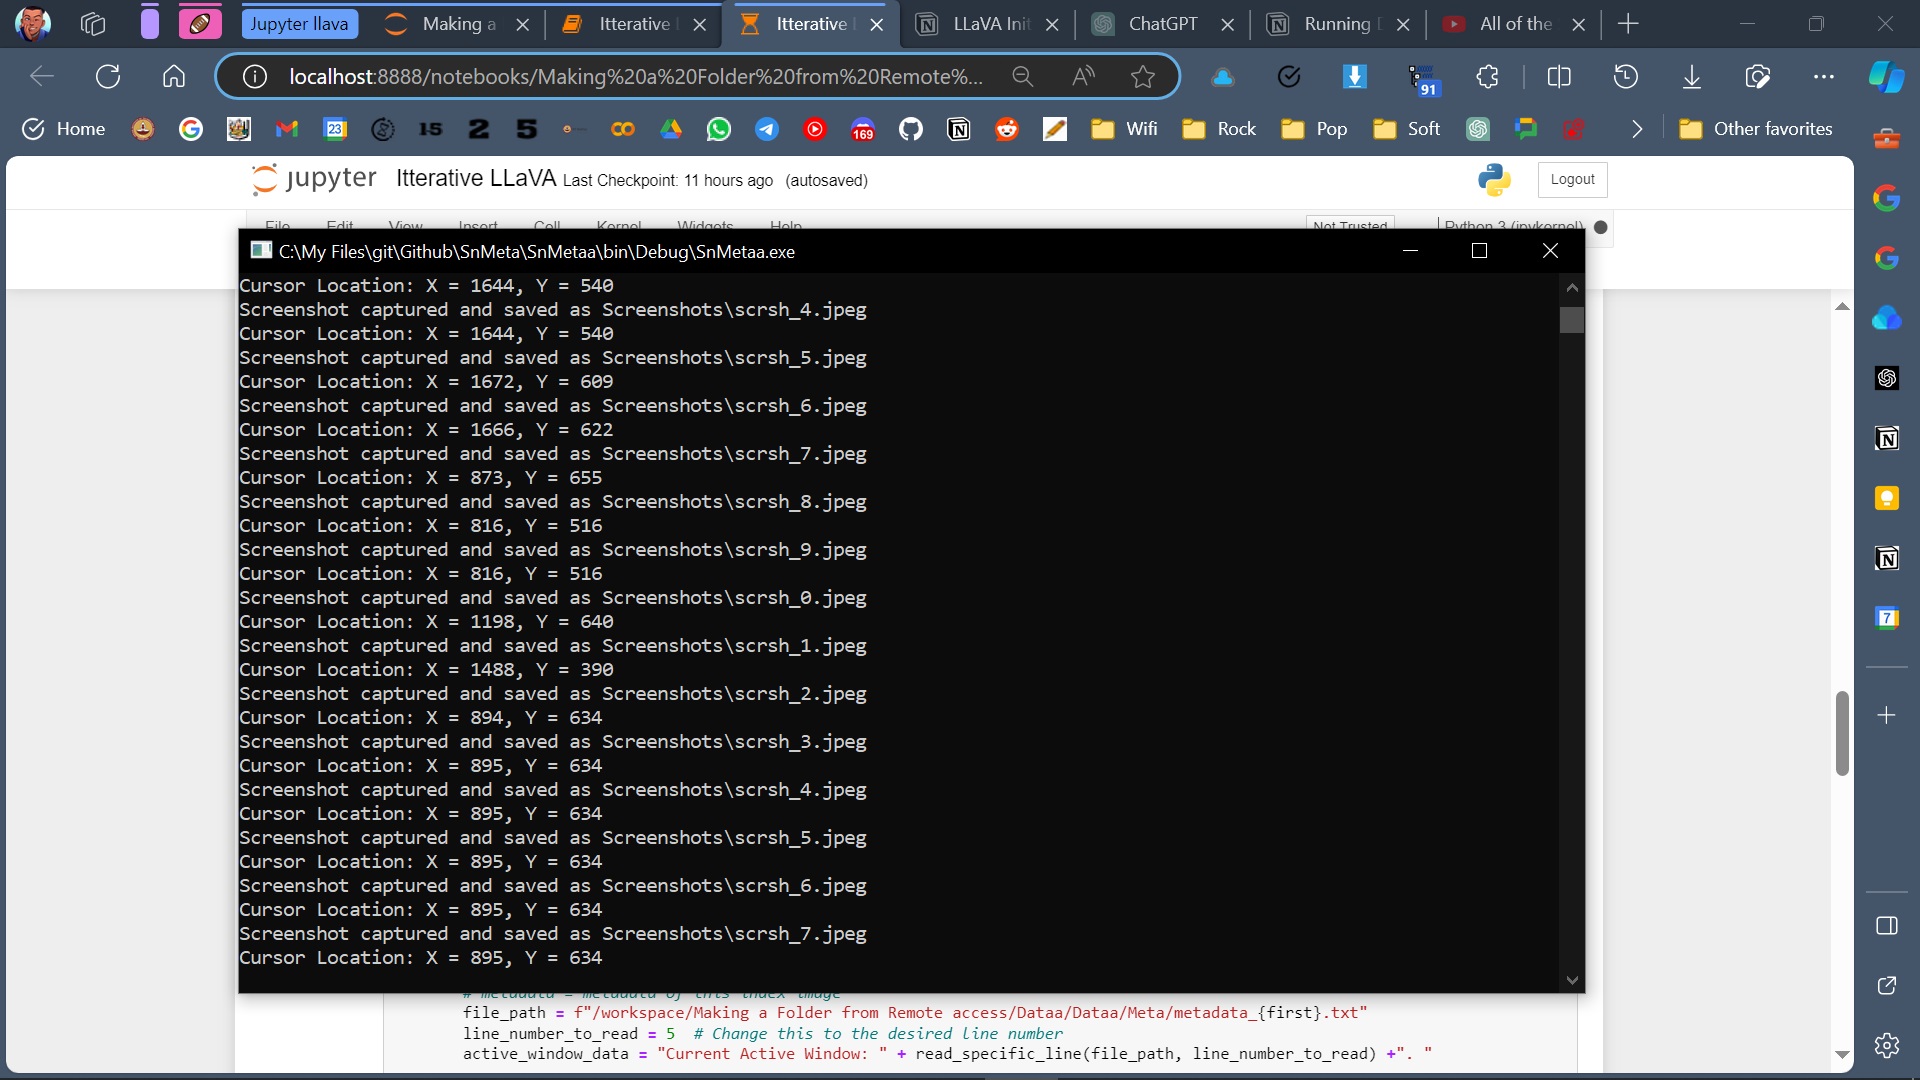 Jupyter llava
Making a
Itterative
Itterative
LLaVA Init
ChatGPT
Running
All of the
localhost:8888/notebooks/Making%20a%20Folder%20from%20Remote%...
91
Home
23
15
2
5
169
Wifi
Rock
Pop
Soft
Other favorites
jupyter
Itterative LLaVA Last Checkpoint: 11 hours ago (autosaved)
Logout
File Edit View Insert Cell Kernel Widgets Help
Not Trusted
Python 3 (ipykernel)
C:\My Files\git\Github\SnMeta\SnMetaa\bin\Debug\SnMetaa.exe
Cursor Location: X = 1644, Y = 540
Screenshot captured and saved as Screenshots\scrsh_4.jpeg
Cursor Location: X = 1644, Y = 540
Screenshot captured and saved as Screenshots\scrsh_5.jpeg
Cursor Location: X = 1672, Y = 609
Screenshot captured and saved as Screenshots\scrsh_6.jpeg
Cursor Location: X = 1666, Y = 622
Screenshot captured and saved as Screenshots\scrsh_7.jpeg
Cursor Location: X = 873, Y = 655
Screenshot captured and saved as Screenshots\scrsh_8.jpeg
Cursor Location: X = 816, Y = 516
Screenshot captured and saved as Screenshots\scrsh_9.jpeg
Cursor Location: X = 816, Y = 516
Screenshot captured and saved as Screenshots\scrsh_0.jpeg
Cursor Location: X = 1198, Y = 640
Screenshot captured and saved as Screenshots\scrsh_1.jpeg
Cursor Location: X = 1488, Y = 390
Screenshot captured and saved as Screenshots\scrsh_2.jpeg
Cursor Location: X = 894, Y = 634
Screenshot captured and saved as Screenshots\scrsh_3.jpeg
Cursor Location: X = 895, Y = 634
Screenshot captured and saved as Screenshots\scrsh_4.jpeg
Cursor Location: X = 895, Y = 634
Screenshot captured and saved as Screenshots\scrsh_5.jpeg
Cursor Location: X = 895, Y = 634
Screenshot captured and saved as Screenshots\scrsh_6.jpeg
Cursor Location: X = 895, Y = 634
Screenshot captured and saved as Screenshots\scrsh_7.jpeg
Cursor Location: X = 895, Y = 634
# metadata = metadata of this index image
file_path = f"/workspace/Making a Folder from Remote access/Dataa/Dataa/Meta/metadata_{first}.txt"
line_number_to_read = 5 # Change this to the desired line number
active_window_data = "Current Active Window: " + read_specific_line(file_path, line_number_to_read) +". "
7